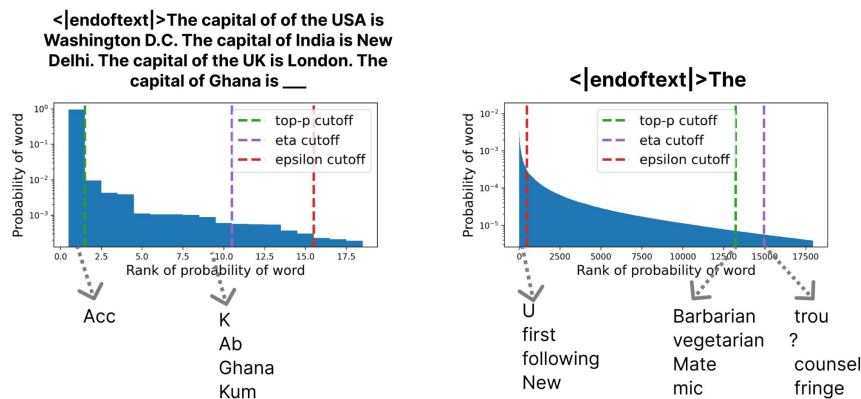 <|endoftext|>The capital of of the USA is
Washington D.C. The capital of India is New
Delhi. The capital of the UK is London. The
capital of Ghana is __
10⁰
10⁻¹
10⁻²
10⁻³
Probability of word
top-p cutoff
eta cutoff
epsilon cutoff
0.0 2.5 5.0 7.5 10.0 12.5 15.0 17.5
Rank of probability of word
Acc
K
Ab
Ghana
Kum
<|endoftext|>The
10⁻²
10⁻³
10⁻⁴
10⁻⁵
Probability of word
top-p cutoff
eta cutoff
epsilon cutoff
0 2500 5000 7500 10000 12500 15000 17500
Rank of probability of word
U
first
following
New
Barbarian
vegetarian
Mate
mic
trou
?
counsel
fringe